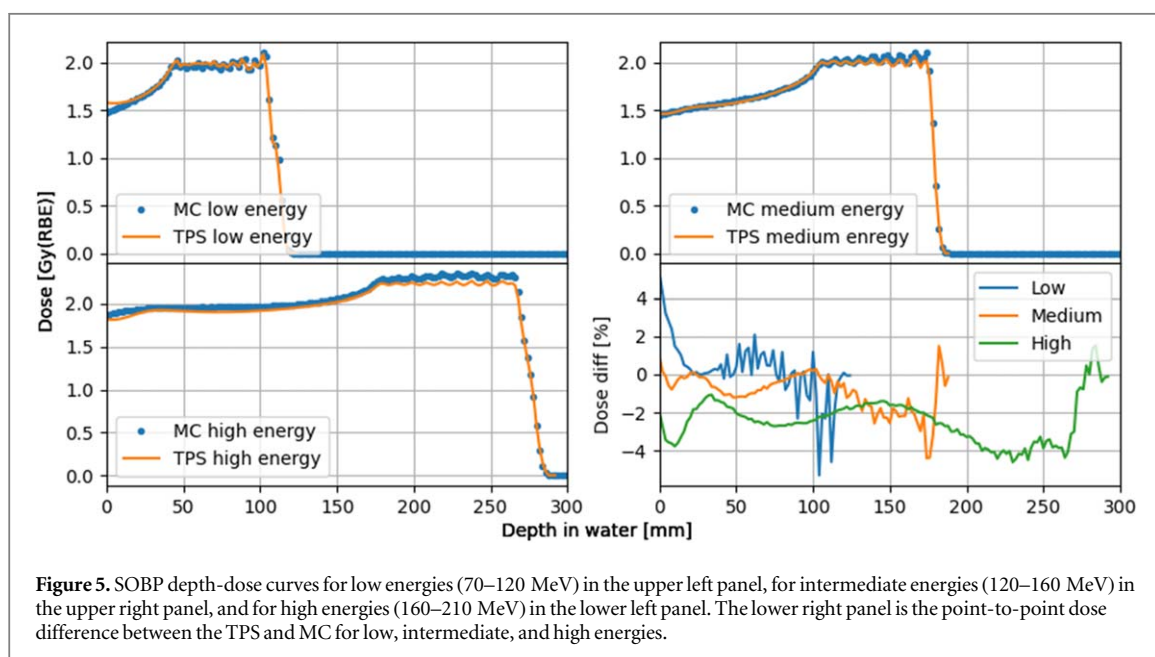 2.0
1.5
1.0
0.5
0.0
MC low energy
TPS low energy
2.0
1.5
1.0
0.5
0.0
MC medium energy
TPS medium enregy
Dose [Gy(RBE)]
2.0
1.5
1.0
0.5
0.0
MC high energy
TPS high energy
0 50 100 150 200 250 300
Dose diff [%]
4
2
0
−2
−4
Low
Medium
High
0 50 100 150 200 250 300
Depth in water [mm]
Figure 5. SOBP depth-dose curves for low energies (70–120 MeV) in the upper left panel, for intermediate energies (120–160 MeV) in
the upper right panel, and for high energies (160–210 MeV) in the lower left panel. The lower right panel is the point-to-point dose
difference between the TPS and MC for low, intermediate, and high energies.